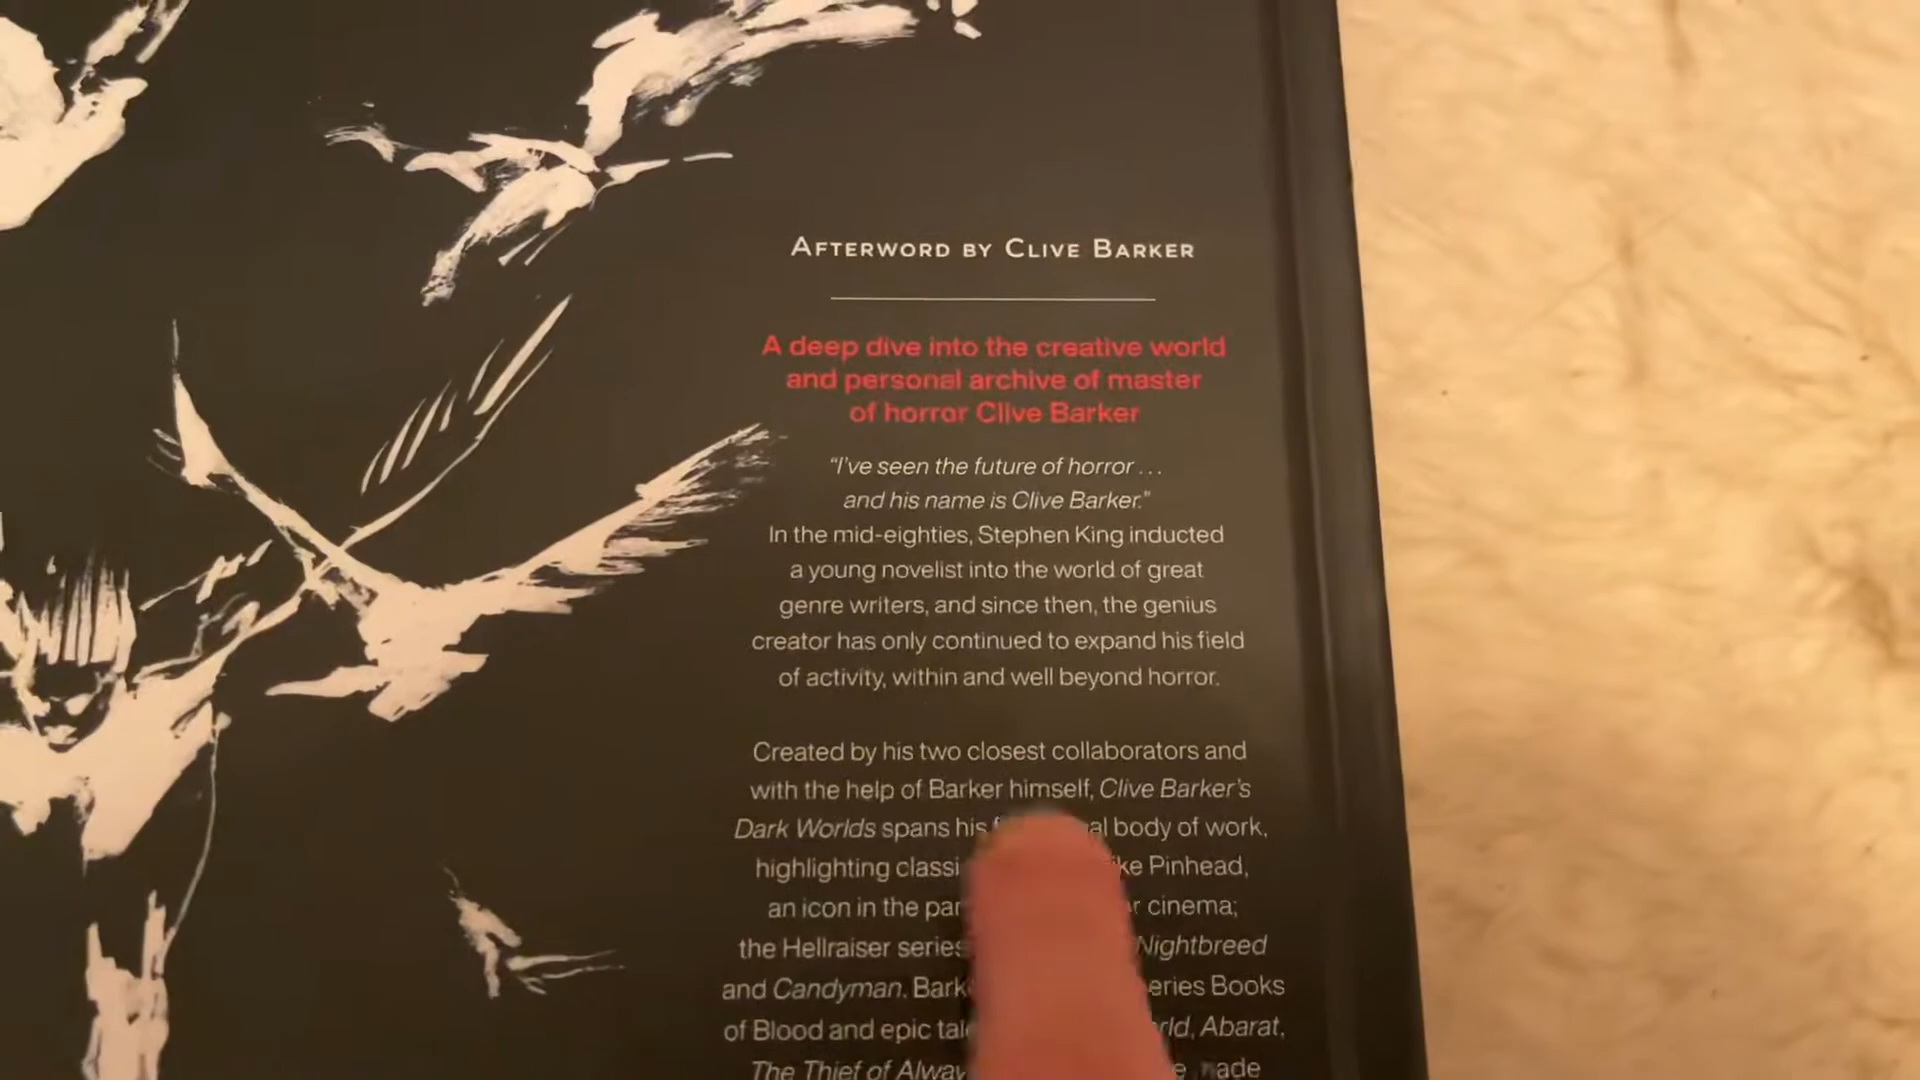 AFTERWORD BY CLIVE BARKER
A deep dive into the creative world
and personal archive of master
of horror Clive Barker
“I’ve seen the future of horror . . .
and his name is Clive Barker.”
In the mid-eighties, Stephen King inducted
a young novelist into the world of great
genre writers, and since then, the genius
creator has only continued to expand his field
of activity, within and well beyond horror.
Created by his two closest collaborators and
with the help of Barker himself, Clive Barker’s
Dark Worlds spans his body of work,
highlighting Pinhead,
an icon in the cinema;
the Hellraiser series Nightbreed
and Candyman. Books
of Blood and epic Abarat,
The Thief of